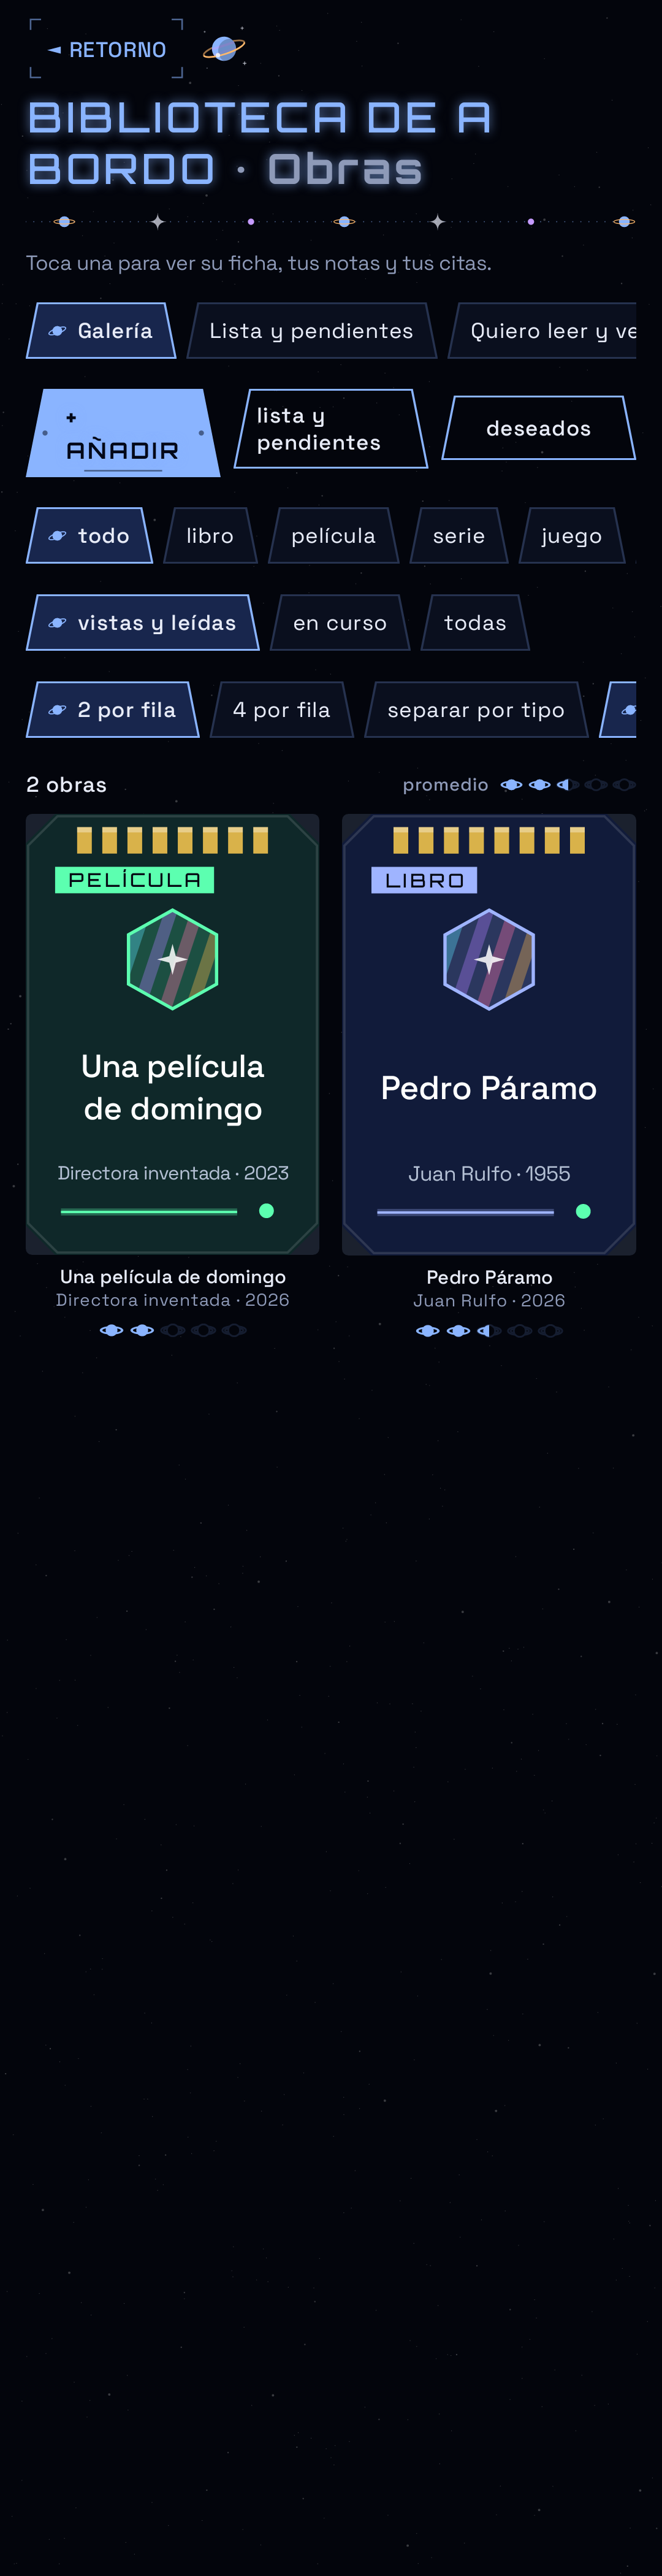 ◄ RETORNO
BIBLIOTECA DE A
BORDO · Obras
Toca una para ver su ficha, tus notas y tus citas.
Galería
Lista y pendientes
Quiero leer y ve
+
AÑADIR
lista y
pendientes
deseados
todo
libro
película
serie
juego
vistas y leídas
en curso
todas
2 por fila
4 por fila
separar por tipo
2 obras
promedio
PELÍCULA
Una película
de domingo
Directora inventada · 2023
Una película de domingo
Directora inventada · 2026
LIBRO
Pedro Páramo
Juan Rulfo · 1955
Pedro Páramo
Juan Rulfo · 2026